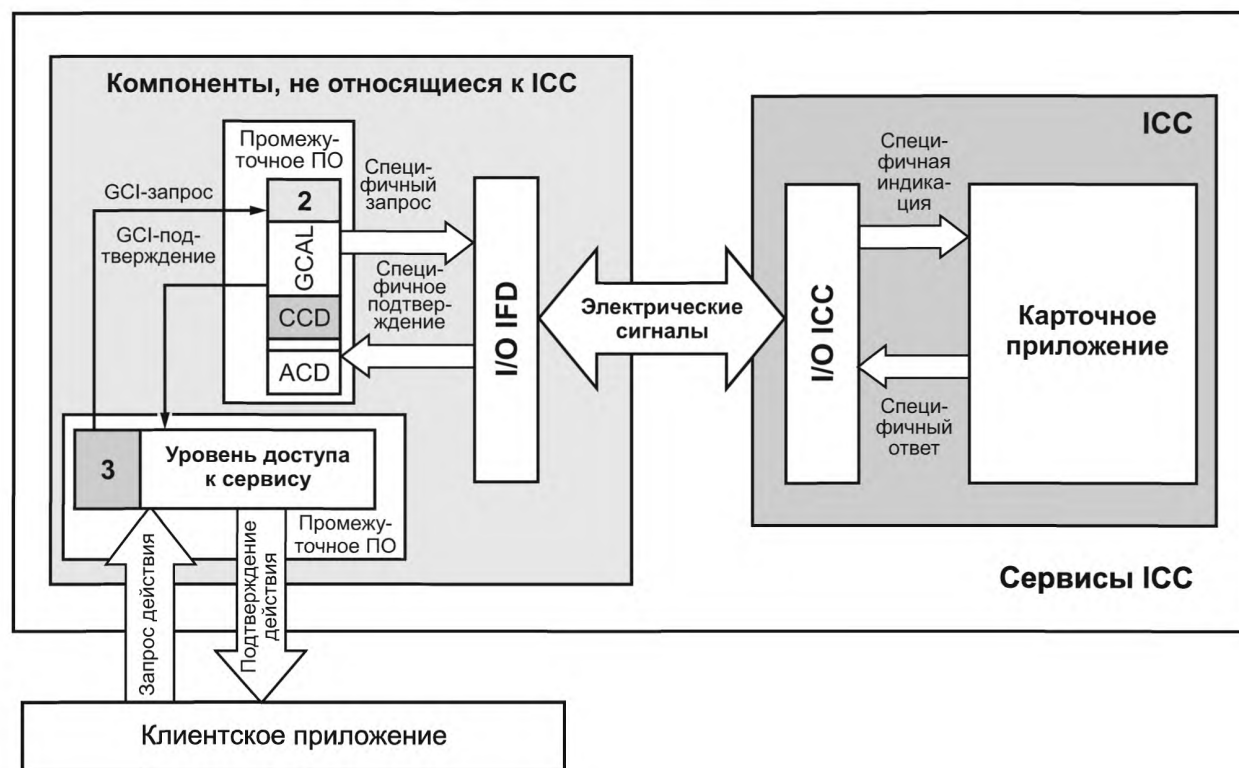 Компоненты, не относящиеся к ICC
Промежу-
точное ПО
GCI-запрос
GCI-под-
тверждение
2
GCAL
CCD
ACD
Специ-
фичный
запрос
Специ-
фичное
подтвер-
ждение
I/O IFD
3
Уровень доступа
к сервису
Промежу-
точное ПО
Запрос действия
Подтверждение
действия
Клиентское приложение
Электрические
сигналы
ICC
I/O ICC
Специ-
фичная
индика-
ция
Специ-
фичный
ответ
Карточное
приложение
Сервисы ICC